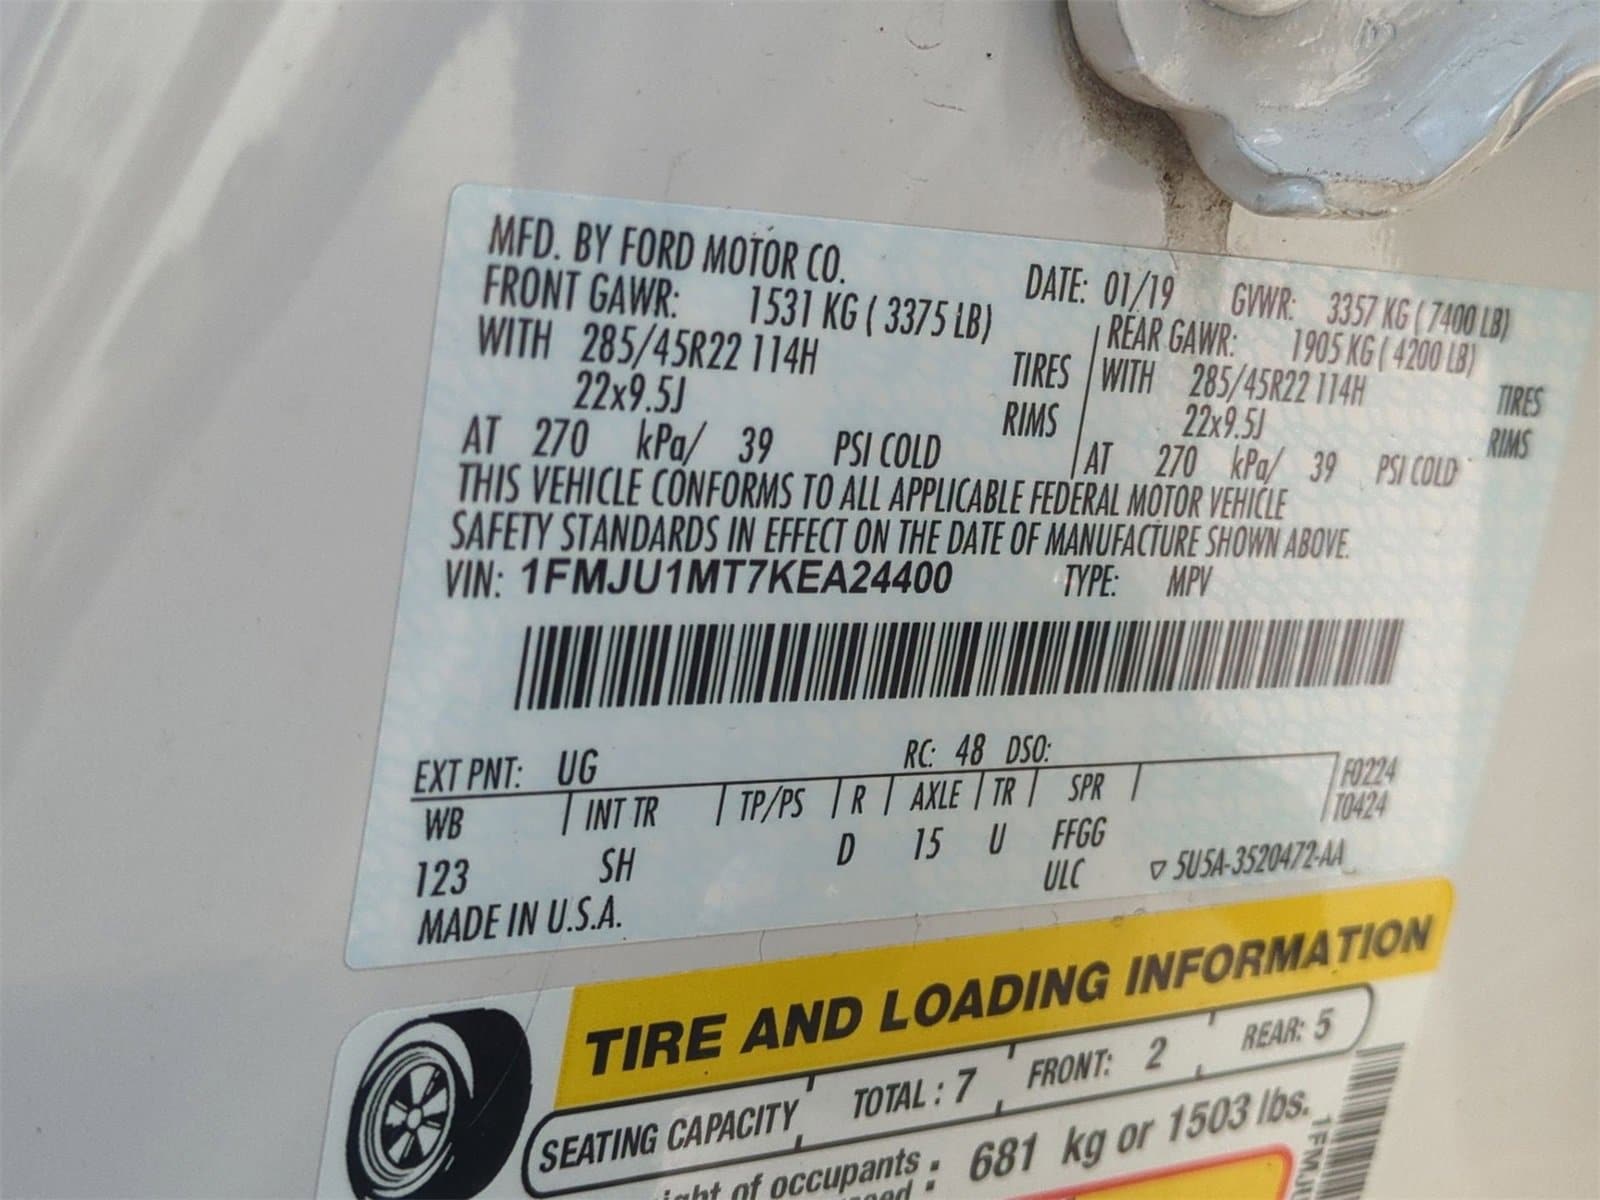 MFD. BY FORD MOTOR CO.
DATE: 01/19 GVWR: 3357 KG ( 7400 LB)
FRONT GAWR: 1531 KG ( 3375 LB)
REAR GAWR: 1905 KG ( 4200 LB)
WITH 285/45R22 114H TIRES
WITH 285/45R22 114H TIRES
22x9.5J RIMS
22x9.5J RIMS
AT 270 kPa/ 39 PSI COLD
AT 270 kPa/ 39 PSI COLD
THIS VEHICLE CONFORMS TO ALL APPLICABLE FEDERAL MOTOR VEHICLE
SAFETY STANDARDS IN EFFECT ON THE DATE OF MANUFACTURE SHOWN ABOVE.
VIN: 1FMJU1MT7KEA24400 TYPE: MPV
EXT PNT: UG RC: 48 DSO:
WB INT TR TP/PS R AXLE TR SPR F0224
T0424
123 SH D 15 U FFGG
ULC ▽ 5U5A-3520472-AA
MADE IN U.S.A.
TIRE AND LOADING INFORMATION
SEATING CAPACITY TOTAL : 7 FRONT: 2 REAR: 5
of occupants : 681 kg or 1503 lbs.